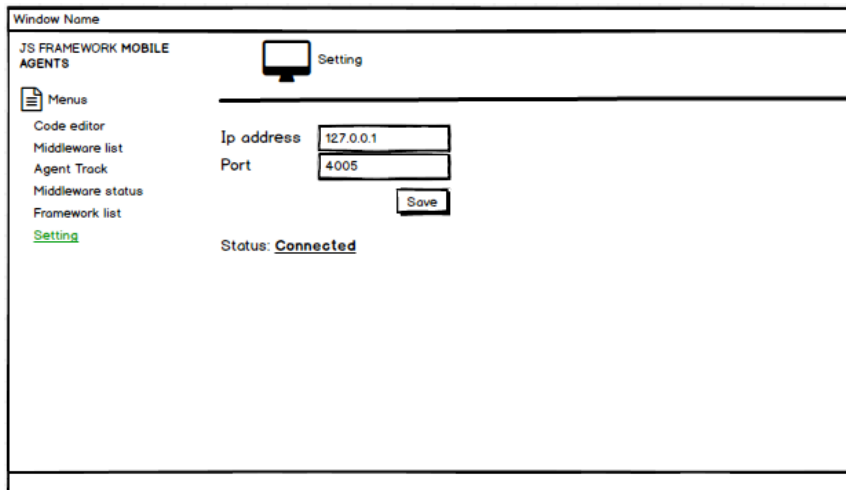 Window Name
JS FRAMEWORK MOBILE
AGENTS
Menus
Code editor
Middleware list
Agent Track
Middleware status
Framework list
Setting
Setting
Ip address 127.0.0.1
Port 4005
Save
Status: Connected